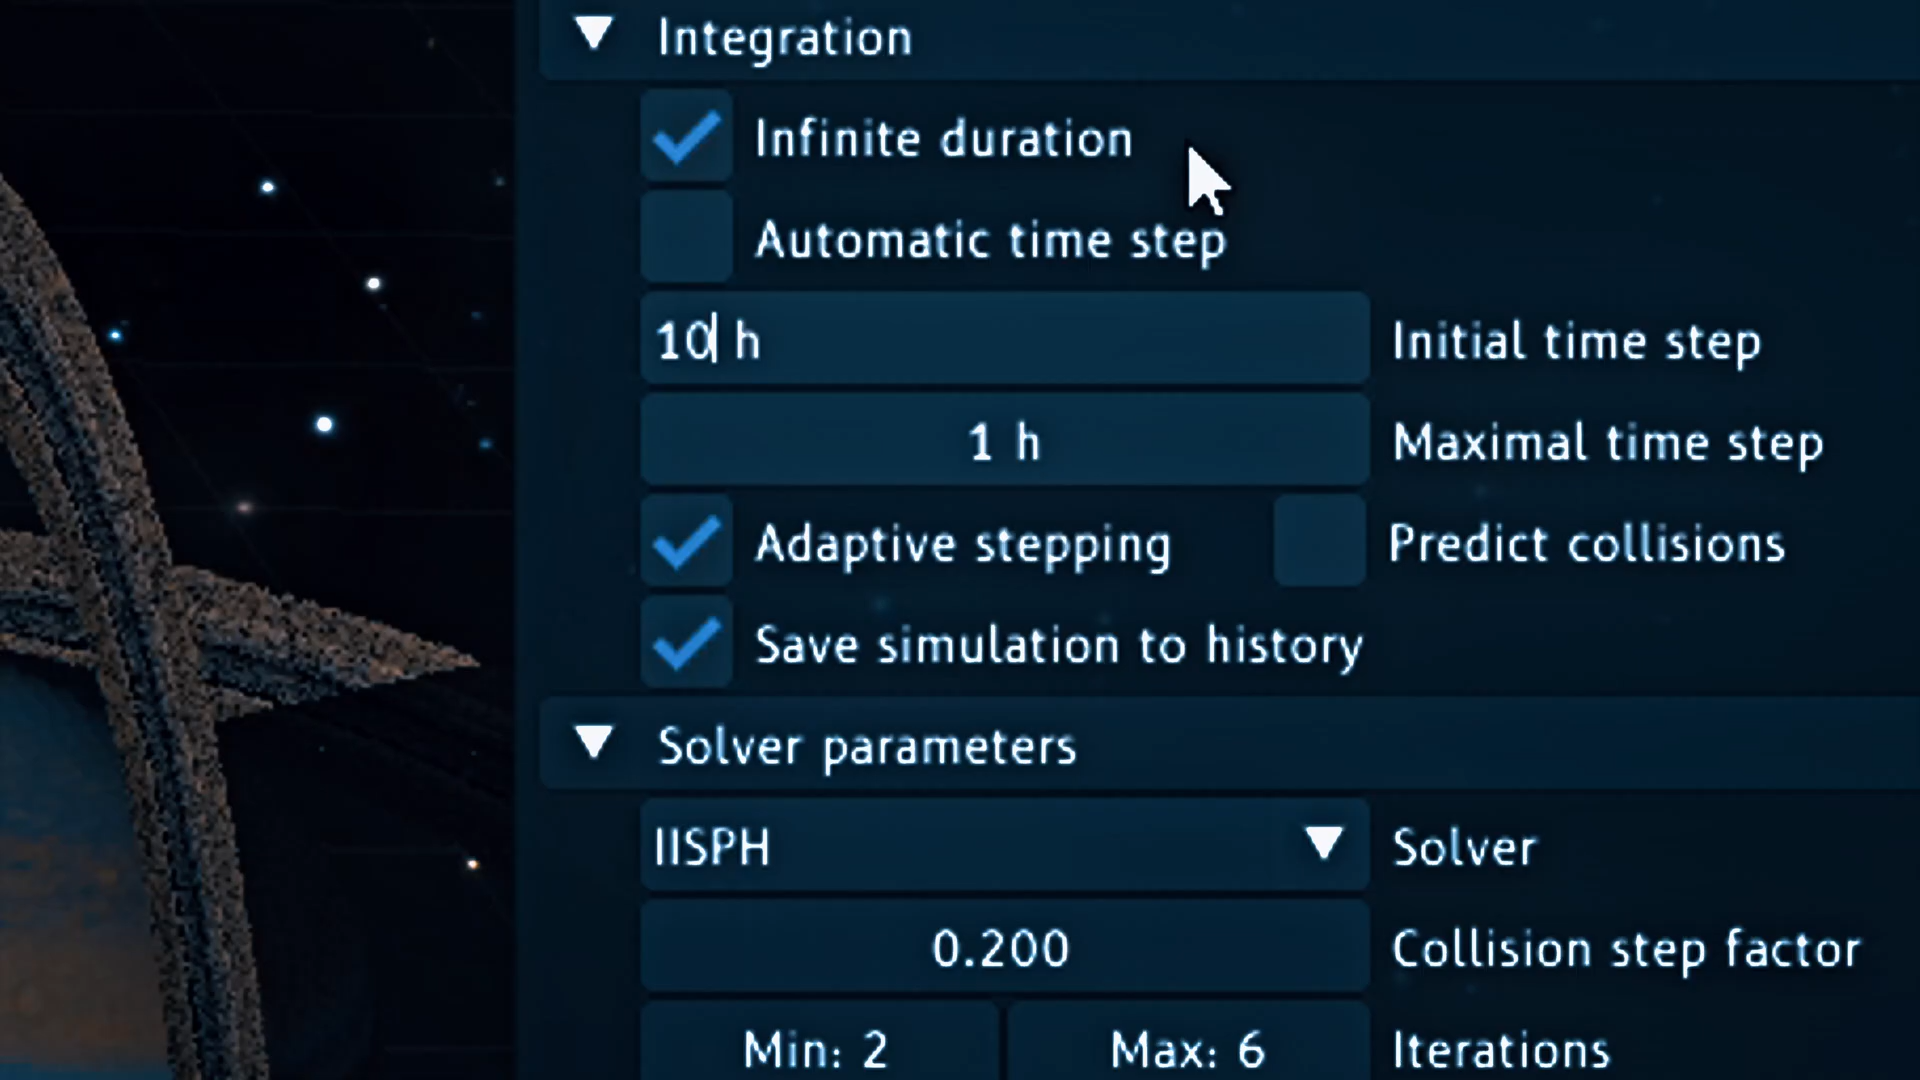 Integration
Infinite duration
Automatic time step
10 h Initial time step
1 h Maximal time step
Adaptive stepping Predict collisions
Save simulation to history
Solver parameters
IISPH Solver
0.200 Collision step factor
Min: 2 Max: 6 Iterations